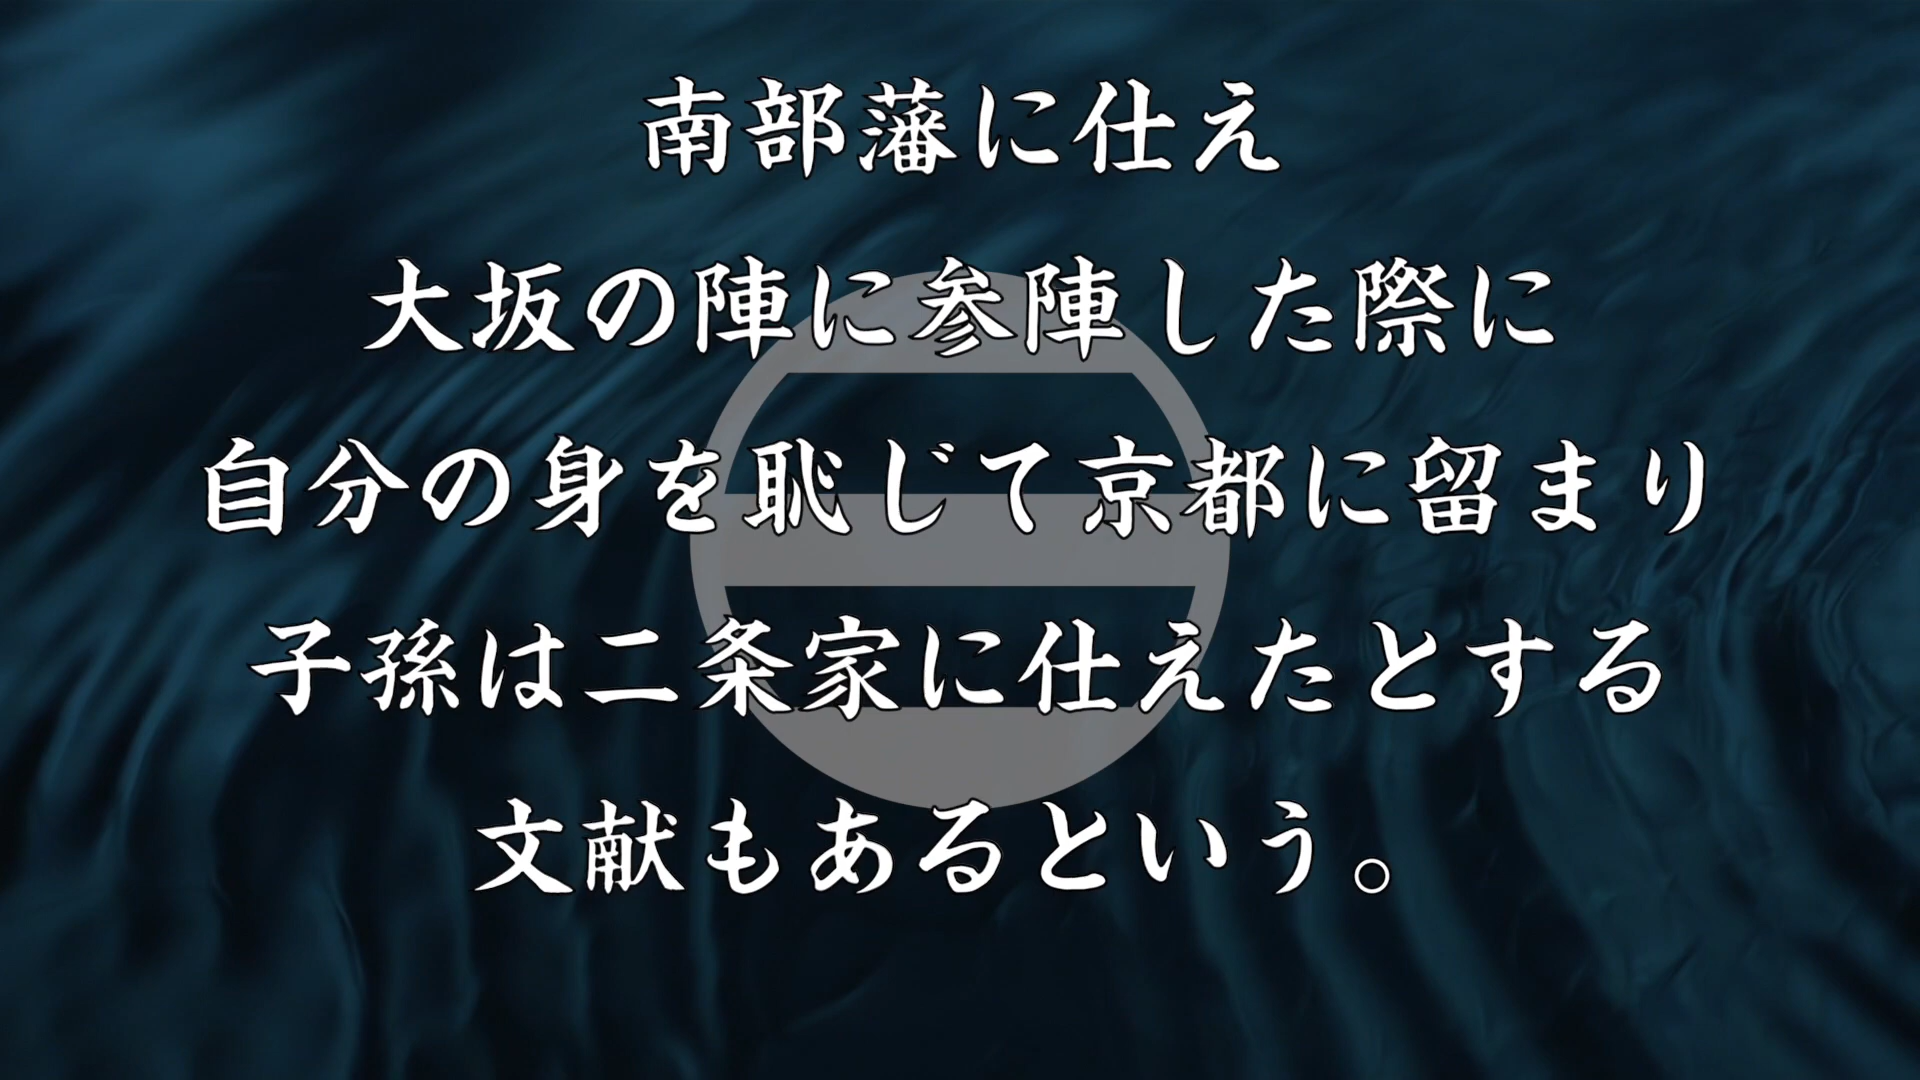 南部藩に仕え
大坂の陣に参陣した際に
自分の身を恥じて京都に留まり
子孫は二条家に仕えたとする
文献もあるという。